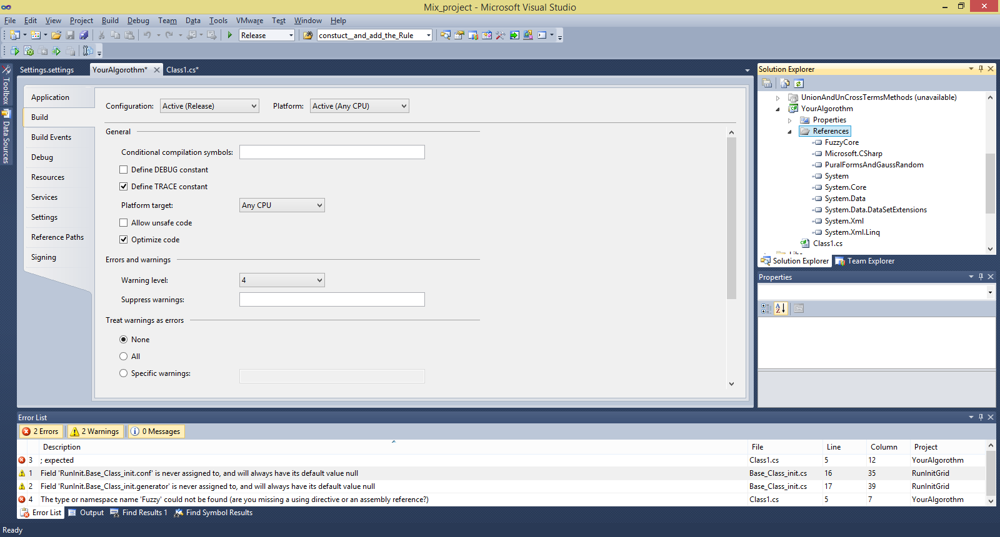 Mix_project - Microsoft Visual Studio
File Edit View Project Build Debug Team Data Tools VMware Test Window Help
Release constuct__and_add_the_Rule
Toolbox
Data Sources
Settings.settings YourAlgorothm* Class1.cs*
Application
Build
Build Events
Debug
Resources
Services
Settings
Reference Paths
Signing
Configuration: Active (Release) Platform: Active (Any CPU)
General
Conditional compilation symbols:
Define DEBUG constant
Define TRACE constant
Platform target: Any CPU
Allow unsafe code
Optimize code
Errors and warnings
Warning level: 4
Suppress warnings:
Treat warnings as errors
None
All
Specific warnings:
Solution Explorer
UnionAndUnCrossTermsMethods (unavailable)
YourAlgorothm
Properties
References
FuzzyCore
Microsoft.CSharp
PuralFormsAndGaussRandom
System
System.Core
System.Data
System.Data.DataSetExtensions
System.Xml
System.Xml.Linq
Class1.cs
Solution Explorer Team Explorer
Properties
Error List
2 Errors 2 Warnings 0 Messages
Description File Line Column Project
3 ; expected Class1.cs 5 12 YourAlgorothm
1 Field 'RunInit.Base_Class_init.conf' is never assigned to, and will always have its default value null Base_Class_init.cs 16 35 RunInitGrid
2 Field 'RunInit.Base_Class_init.generator' is never assigned to, and will always have its default value null Base_Class_init.cs 17 39 RunInitGrid
4 The type or namespace name 'Fuzzy' could not be found (are you missing a using directive or an assembly reference?) Class1.cs 5 7 YourAlgorothm
Error List Output Find Results 1 Find Symbol Results
Ready